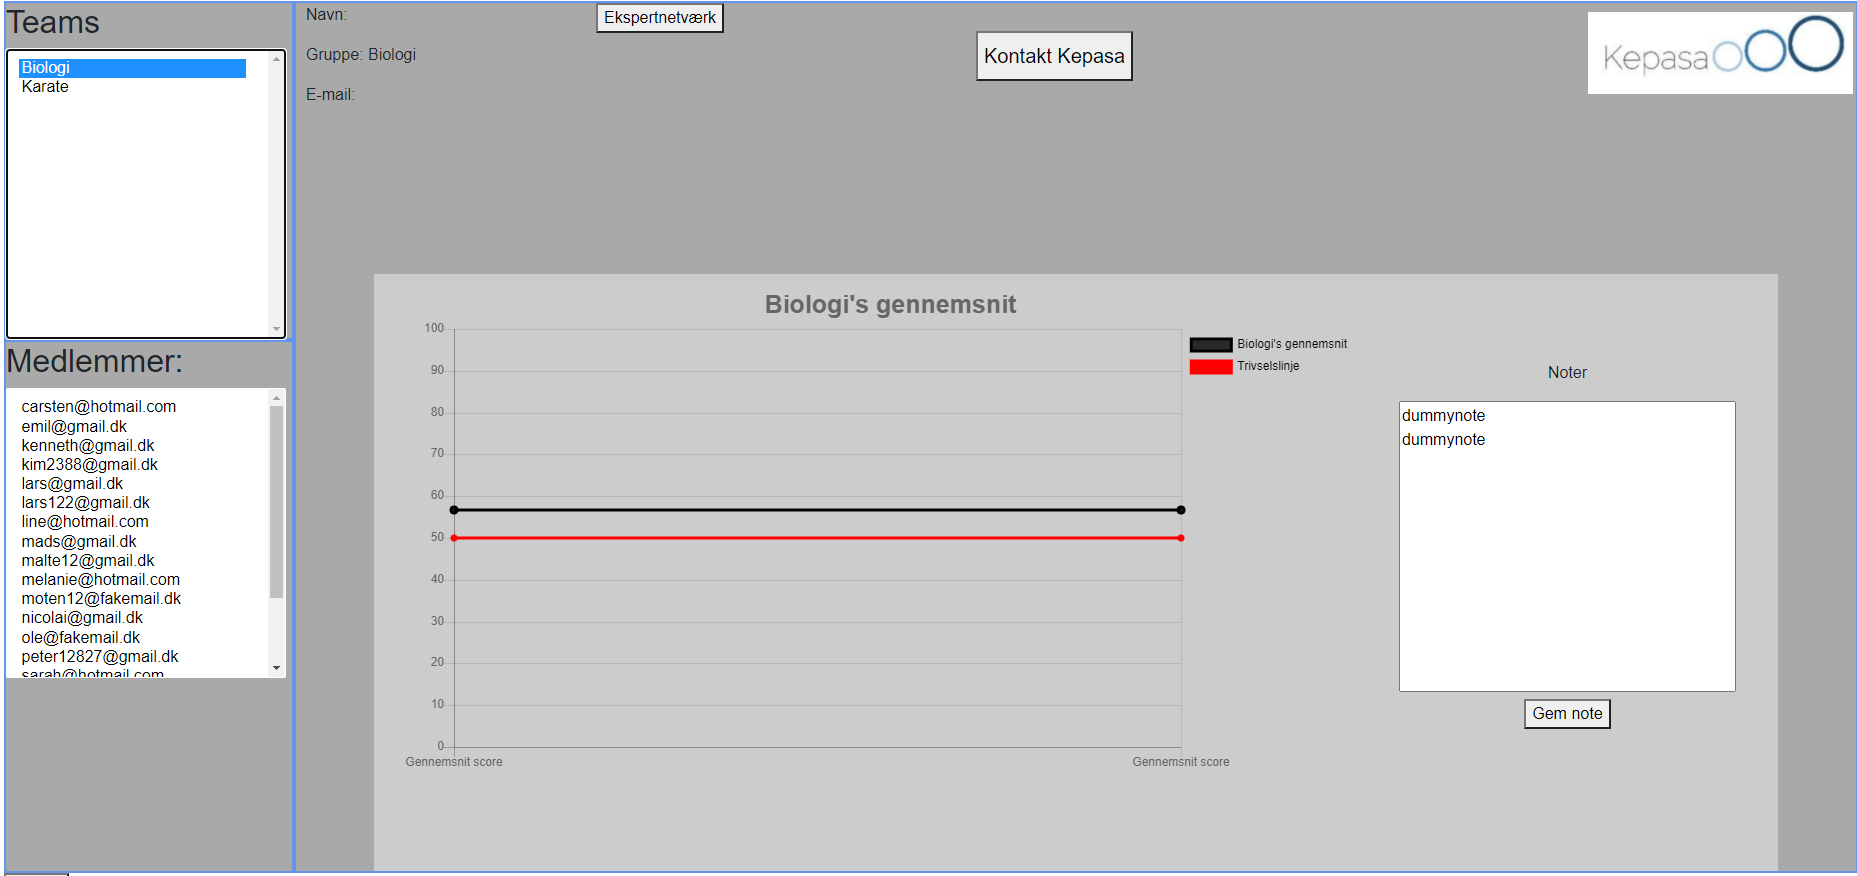 Teams
Biologi
Karate
Medlemmer:
carsten@hotmail.com
emil@gmail.dk
kenneth@gmail.dk
kim2388@gmail.dk
lars@gmail.dk
lars122@gmail.dk
line@hotmail.com
mads@gmail.dk
malte12@gmail.dk
melanie@hotmail.com
moten12@fakemail.dk
nicolai@gmail.dk
ole@fakemail.dk
peter12827@gmail.dk
sarah@hotmail.com
Navn:
Ekspertnetværk
Gruppe: Biologi
Kontakt Kepasa
E-mail:
Kepasa
Biologi's gennemsnit
100
90
80
70
60
50
40
30
20
10
0
Gennemsnit score
Gennemsnit score
Biologi's gennemsnit
Trivselslinje
Noter
dummynote
dummynote
Gem note